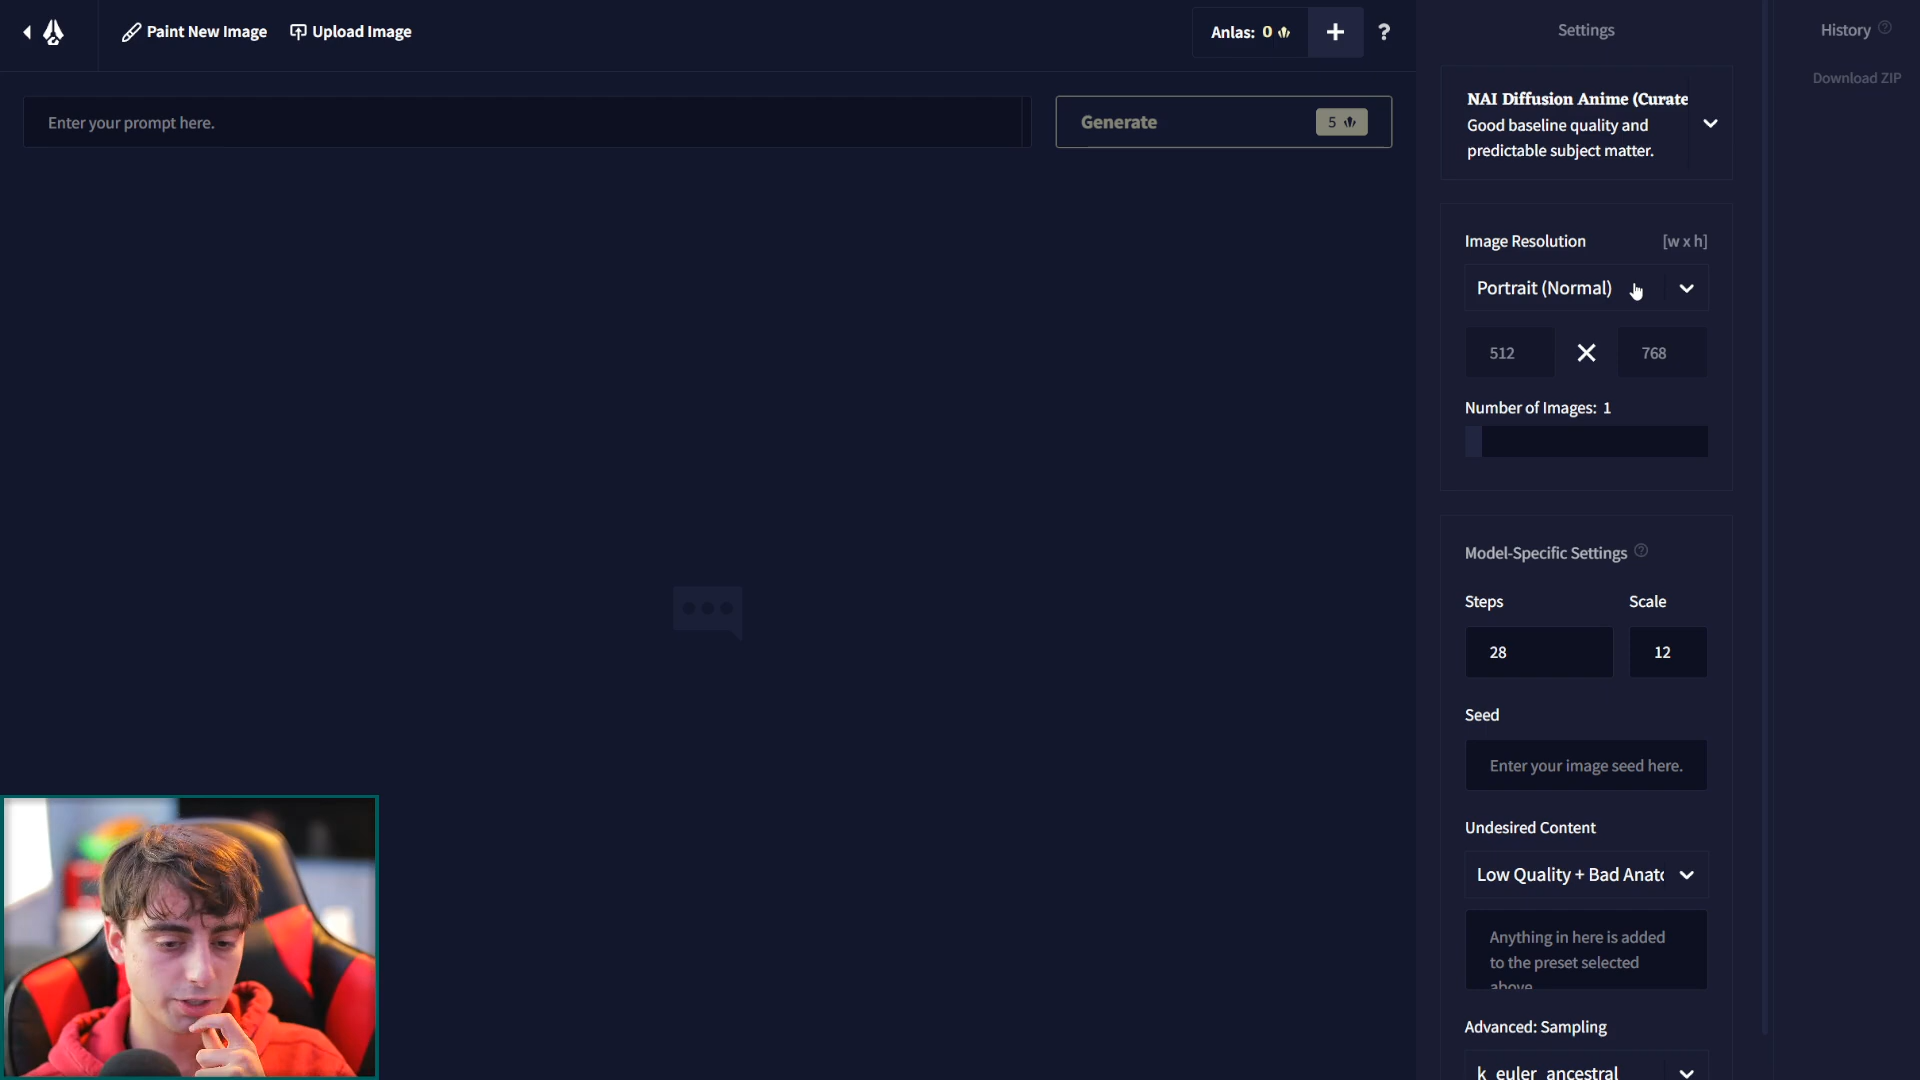 Paint New Image
Upload Image
Anlas: 0
?
Settings
History
Download ZIP
Enter your prompt here.
Generate
5
NAI Diffusion Anime (Curate
Good baseline quality and
predictable subject matter.
Image Resolution
[w x h]
Portrait (Normal)
512
768
Number of Images: 1
Model-Specific Settings
Steps
Scale
28
12
Seed
Enter your image seed here.
Undesired Content
Low Quality + Bad Anato
Anything in here is added
to the preset selected
above
Advanced: Sampling
k_euler_ancestral